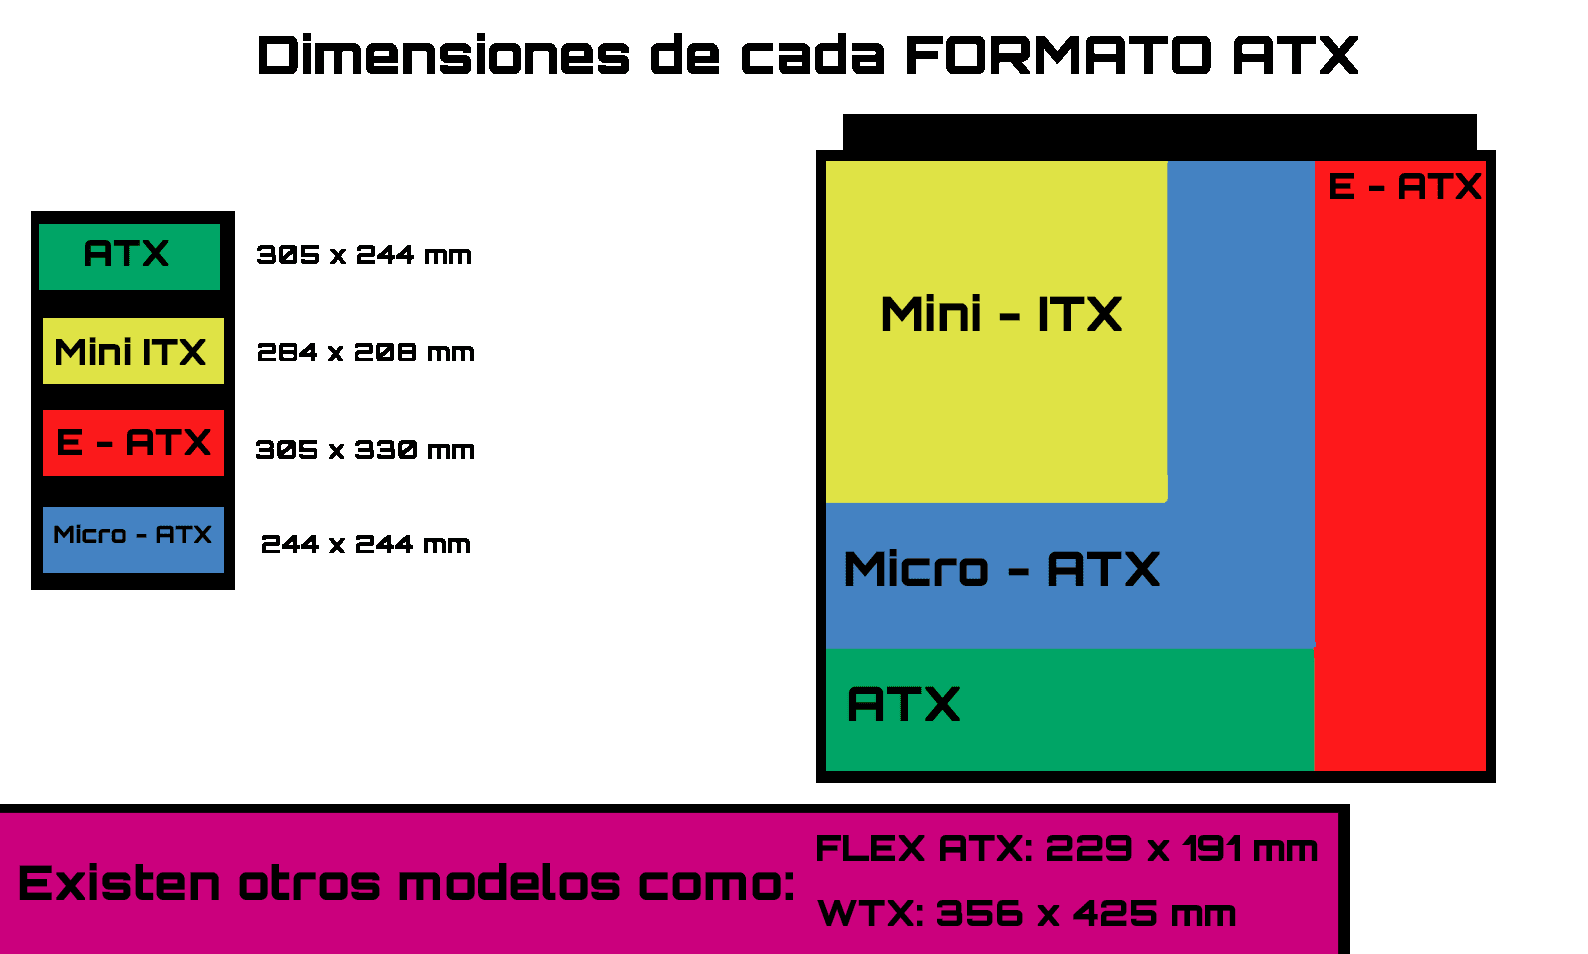 Dimensiones de cada FORMATO ATX
ATX
305 x 244 mm
Mini ITX
284 x 208 mm
E - ATX
305 x 330 mm
Micro - ATX
244 x 244 mm
E - ATX
Mini - ITX
Micro - ATX
ATX
Existen otros modelos como:
FLEX ATX: 229 x 191 mm
WTX: 356 x 425 mm